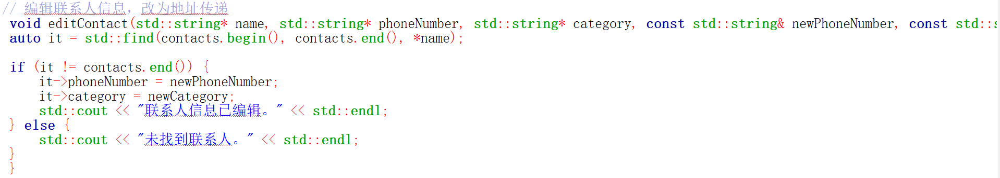 // 编辑联系人信息，改为地址传递
void editContact(std::string* name, std::string* phoneNumber, std::string* category, const std::string& newPhoneNumber, const std::s
auto it = std::find(contacts.begin(), contacts.end(), *name);
if (it != contacts.end()) {
it->phoneNumber = newPhoneNumber;
it->category = newCategory;
std::cout << "联系人信息已编辑。" << std::endl;
} else {
std::cout << "未找到联系人。" << std::endl;
}
}